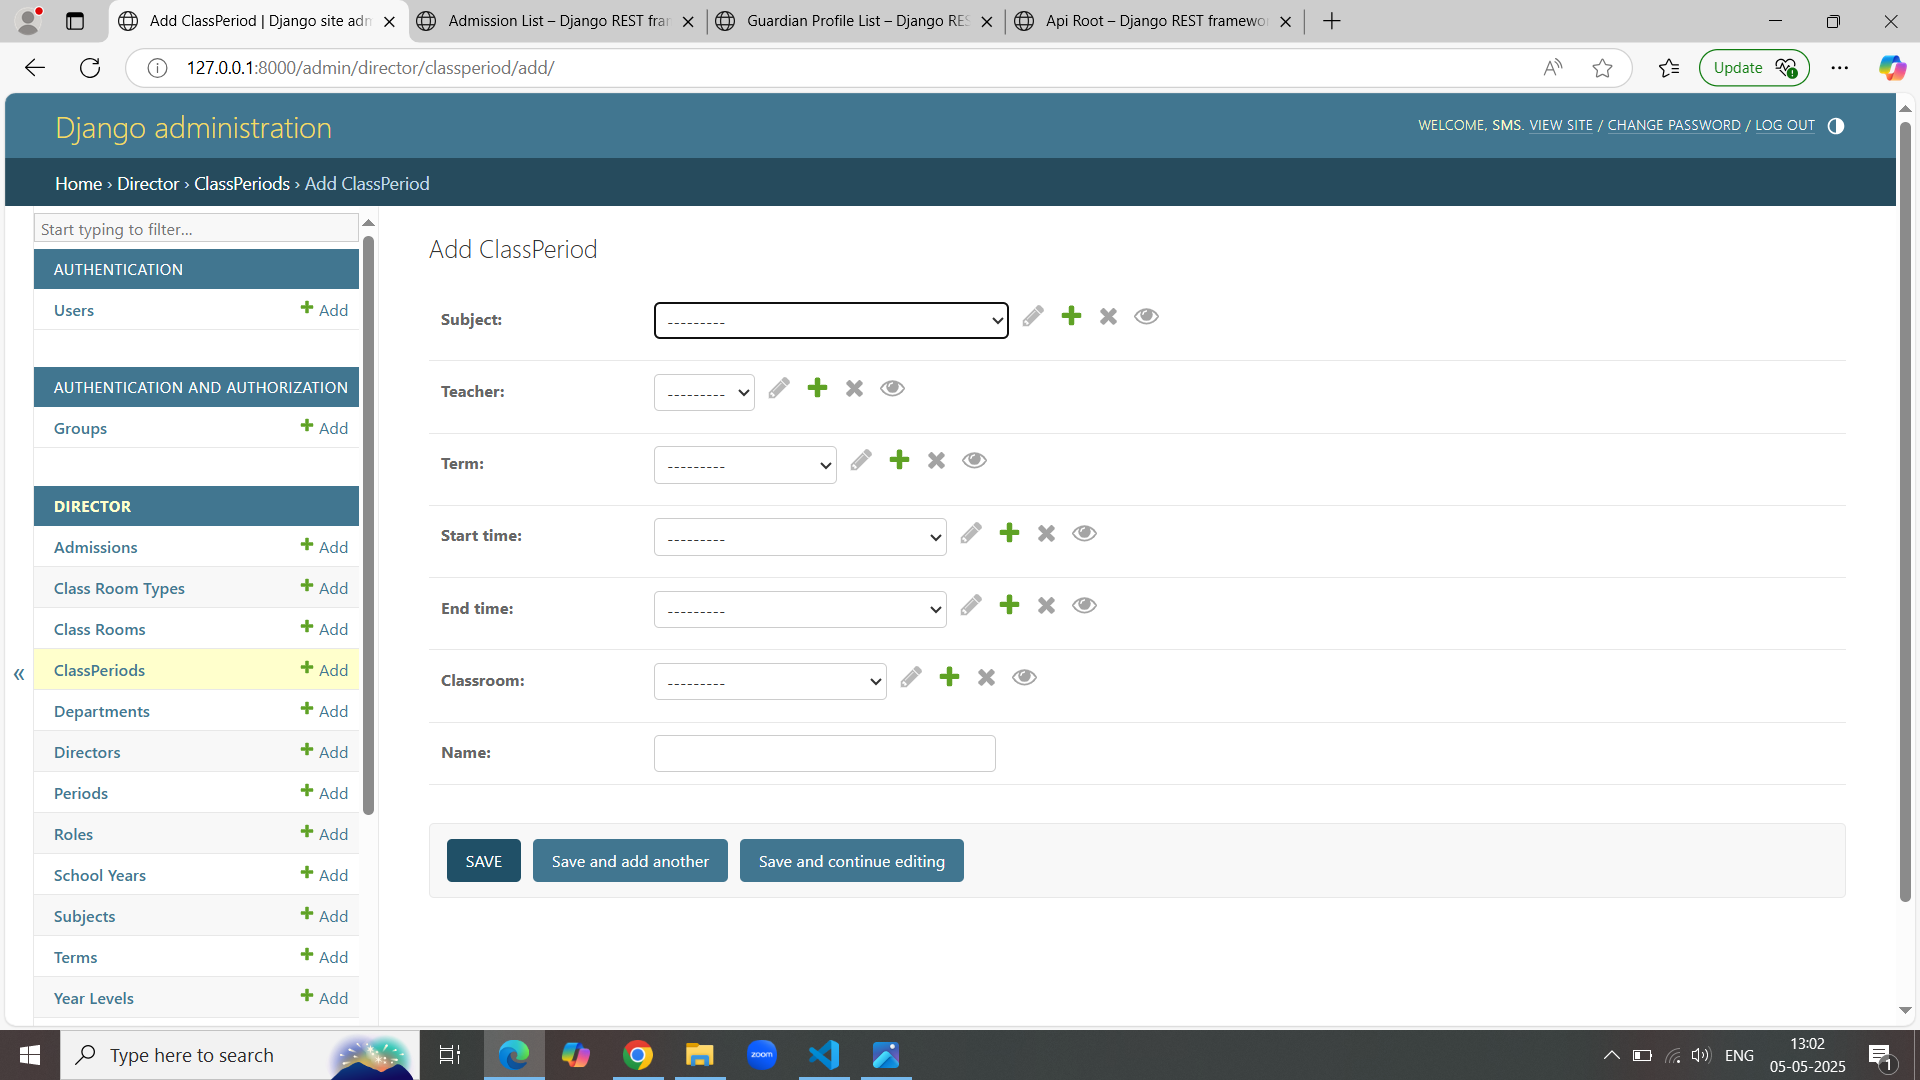 Add ClassPeriod | Django site adm
Admission List – Django REST fra
Guardian Profile List – Django RES
Api Root – Django REST framewo
127.0.0.1:8000/admin/director/classperiod/add/
Update
Django administration
WELCOME, SMS. VIEW SITE / CHANGE PASSWORD / LOG OUT
Home › Director › ClassPeriods › Add ClassPeriod
Start typing to filter...
AUTHENTICATION
Users Add
AUTHENTICATION AND AUTHORIZATION
Groups Add
DIRECTOR
Admissions Add
Class Room Types Add
Class Rooms Add
ClassPeriods Add
Departments Add
Directors Add
Periods Add
Roles Add
School Years Add
Subjects Add
Terms Add
Year Levels Add
«
Add ClassPeriod
Subject: ---------
Teacher: ---------
Term: ---------
Start time: ---------
End time: ---------
Classroom: ---------
Name:
SAVE Save and add another Save and continue editing
Type here to search
zoom
ENG
13:02
05-05-2025
1